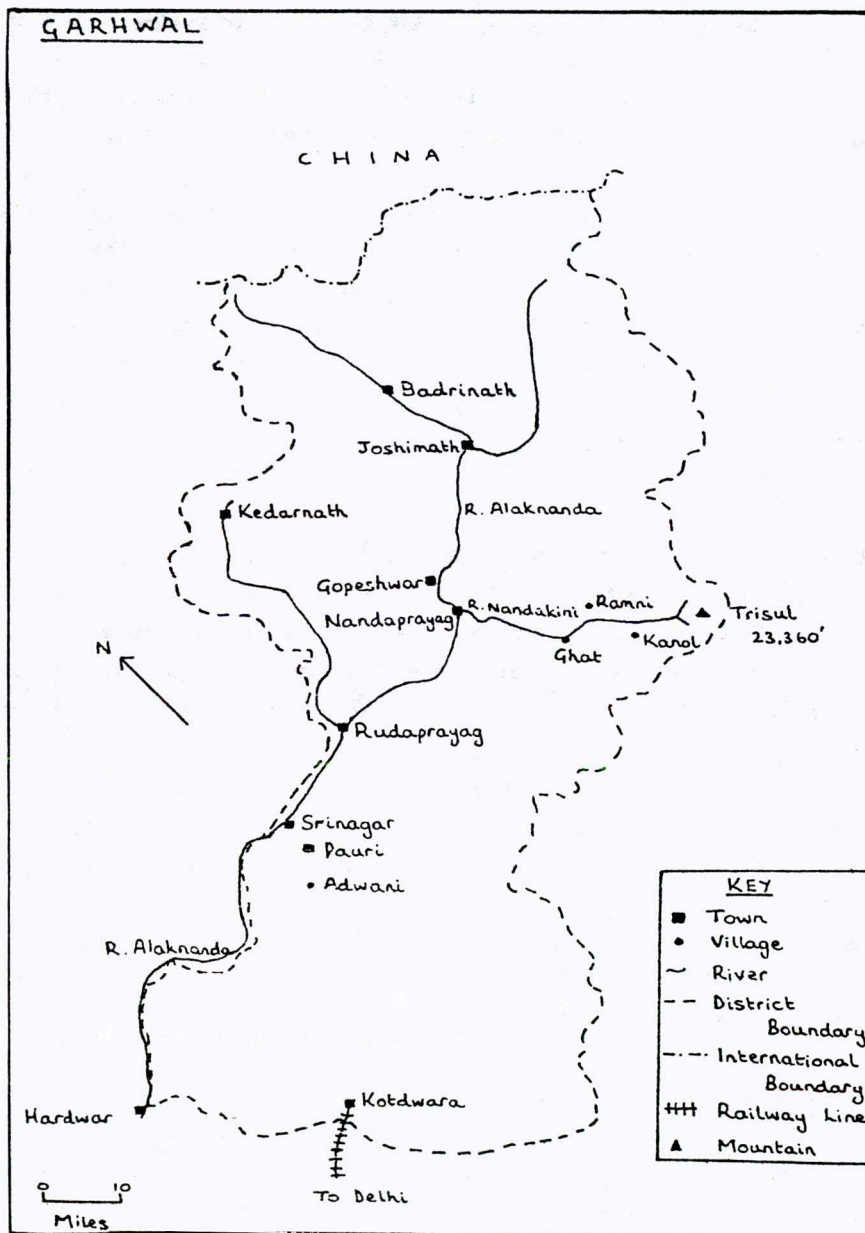 GARHWAL
CHINA
Badrinath
Joshimath
Kedarnath
R. Alaknanda
Gopeshwar
R. Nandakini
Ramni
Nandaprayag
Trisul
23,360'
Karol
Ghat
N
Rudaprayag
Srinagar
Pauri
Adwani
R. Alaknanda
Hardwar
Kotdwara
To Delhi
0 10
Miles
KEY
Town
Village
River
District
Boundary
International
Boundary
Railway Line
Mountain